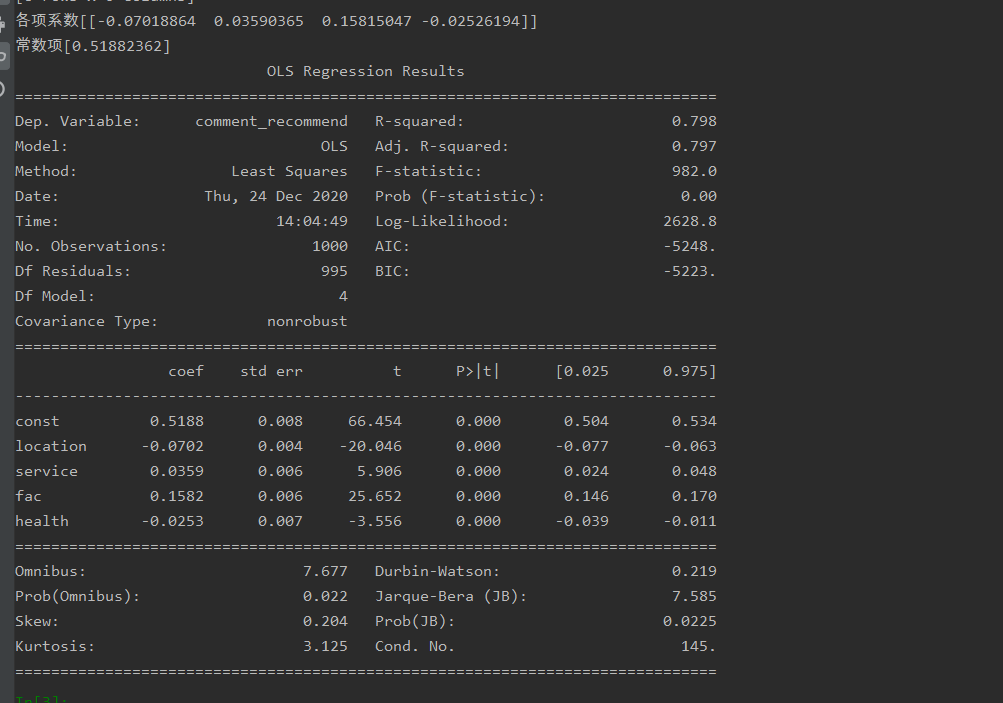 各项系数[[-0.07018864  0.03590365  0.15815047 -0.02526194]]
常数项[0.51882362]
                            OLS Regression Results
==============================================================================
Dep. Variable:      comment_recommend   R-squared:                       0.798
Model:                            OLS   Adj. R-squared:                  0.797
Method:                 Least Squares   F-statistic:                     982.0
Date:                Thu, 24 Dec 2020   Prob (F-statistic):               0.00
Time:                        14:04:49   Log-Likelihood:                 2628.8
No. Observations:                1000   AIC:                            -5248.
Df Residuals:                     995   BIC:                            -5223.
Df Model:                           4
Covariance Type:            nonrobust
==============================================================================
                 coef    std err          t      P>|t|      [0.025      0.975]
------------------------------------------------------------------------------
const          0.5188      0.008     66.454      0.000       0.504       0.534
location      -0.0702      0.004    -20.046      0.000      -0.077      -0.063
service        0.0359      0.006      5.906      0.000       0.024       0.048
fac            0.1582      0.006     25.652      0.000       0.146       0.170
health        -0.0253      0.007     -3.556      0.000      -0.039      -0.011
==============================================================================
Omnibus:                        7.677   Durbin-Watson:                   0.219
Prob(Omnibus):                  0.022   Jarque-Bera (JB):                7.585
Skew:                           0.204   Prob(JB):                       0.0225
Kurtosis:                       3.125   Cond. No.                         145.
==============================================================================
In[3]: